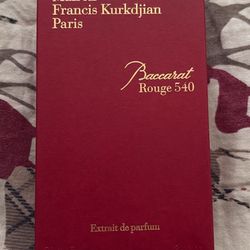 Francis Kurkdjian
Paris
Baccarat
Rouge 540
Extrait de parfum